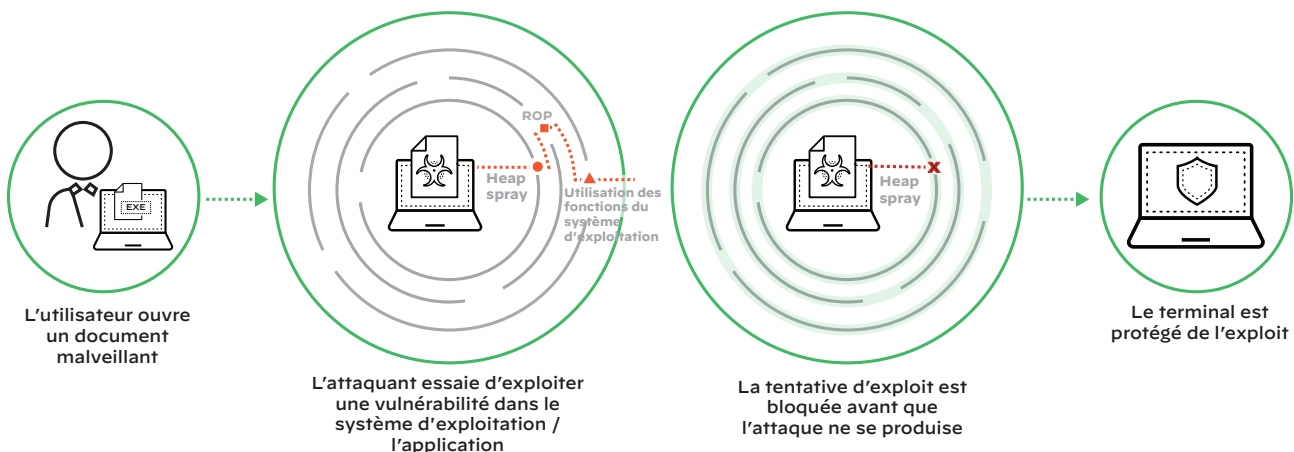 EXE
L'utilisateur ouvre
un document
malveillant
ROP
Heap
spray
Utilisation des
fonctions du
système
d'exploitation
L'attaquant essaie d'exploiter
une vulnérabilité dans le
système d'exploitation /
l'application
Heap
spray
X
La tentative d'exploit est
bloquée avant que
l'attaque ne se produise
Le terminal est
protégé de l'exploit